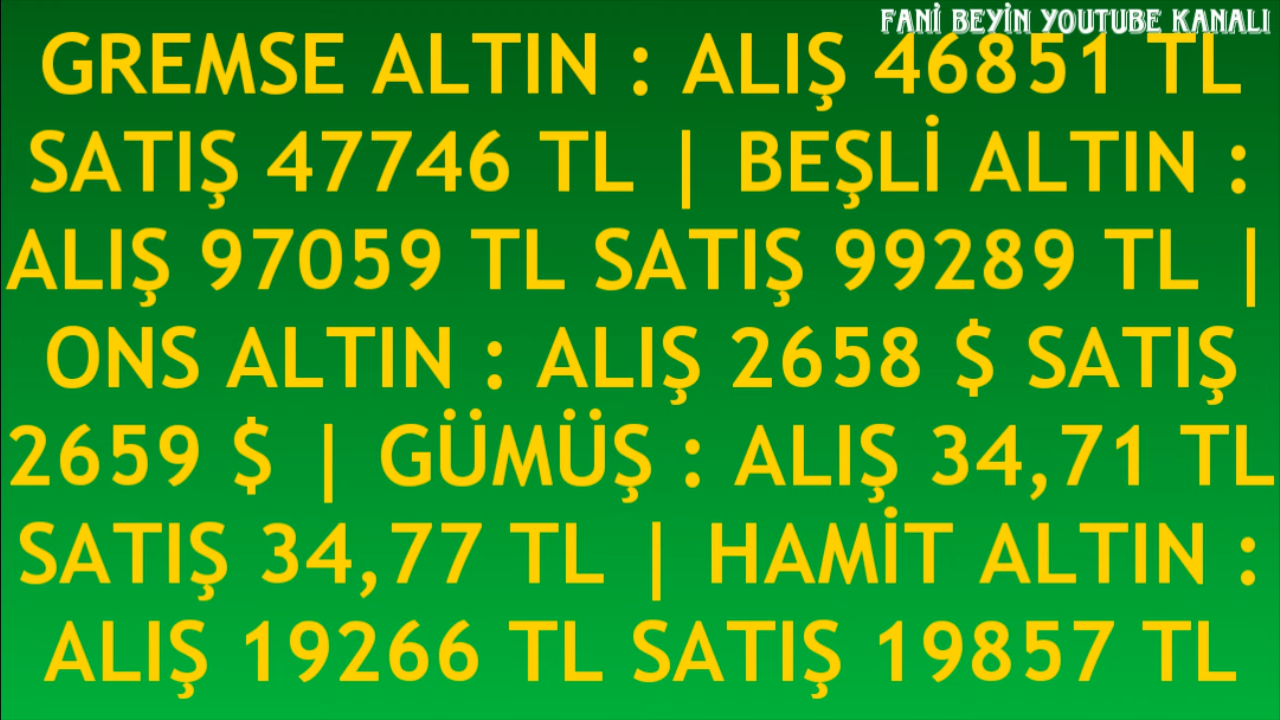 FANİ BEYİN YOUTUBE KANALI
GREMSE ALTIN : ALIŞ 46851 TL
SATIŞ 47746 TL | BEŞLİ ALTIN :
ALIŞ 97059 TL SATIŞ 99289 TL |
ONS ALTIN : ALIŞ 2658 $ SATIŞ
2659 $ | GÜMÜŞ : ALIŞ 34,71 TL
SATIŞ 34,77 TL | HAMİT ALTIN :
ALIŞ 19266 TL SATIŞ 19857 TL